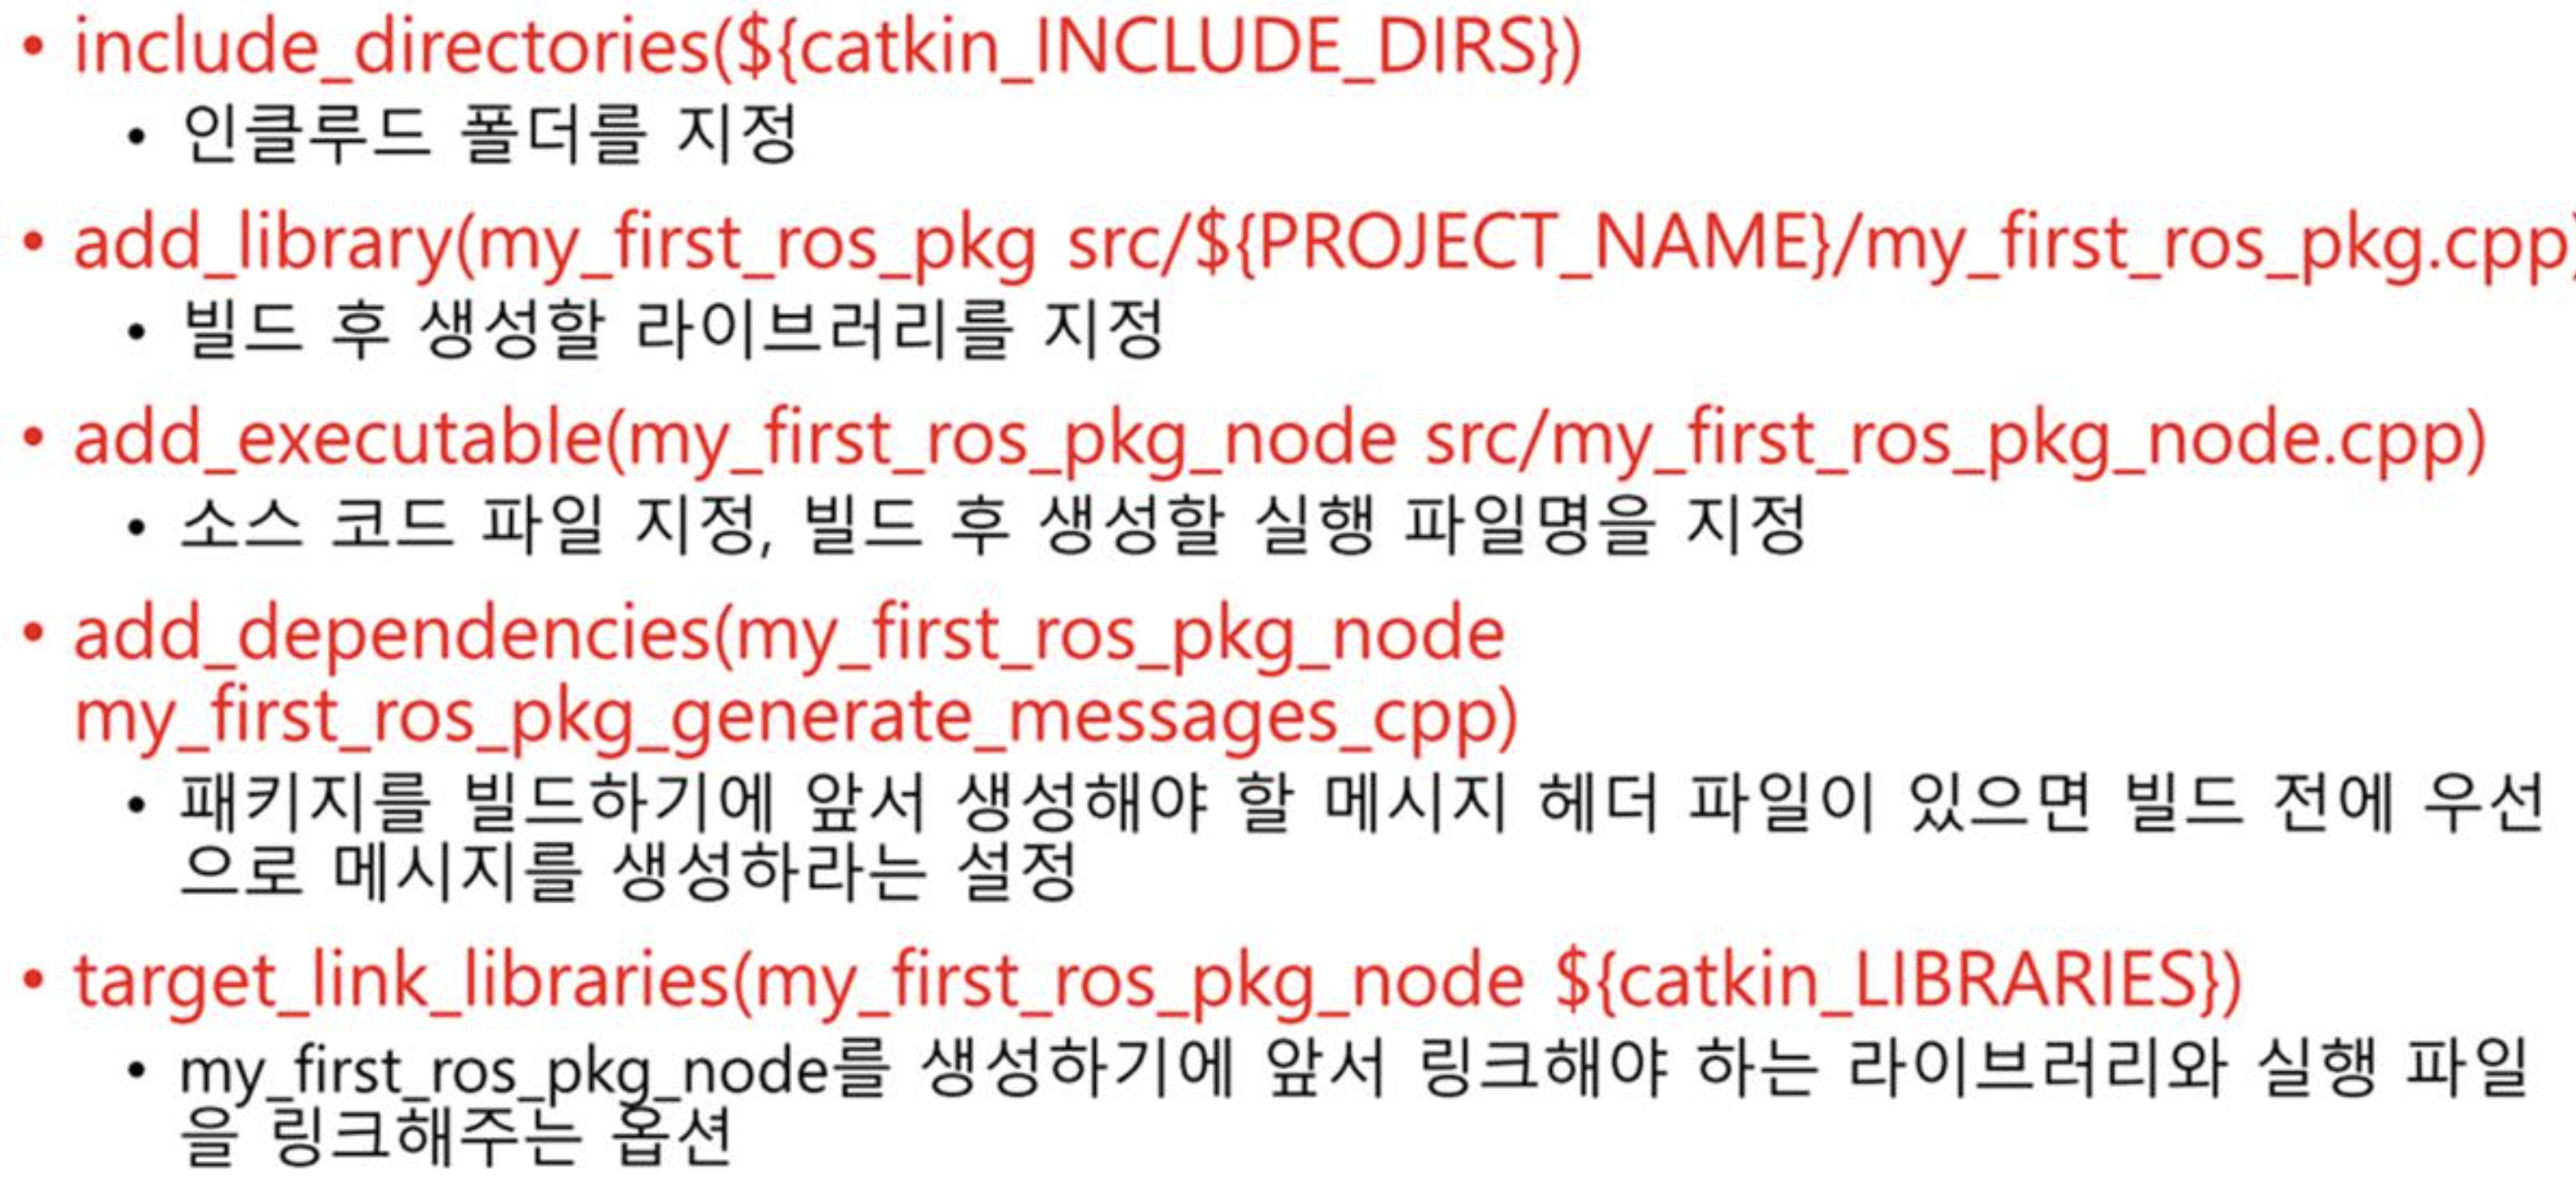 • include_directories(${catkin_INCLUDE_DIRS})
• 인클루드 폴더를 지정
• add_library(my_first_ros_pkg src/${PROJECT_NAME}/my_first_ros_pkg.cpp)
• 빌드 후 생성할 라이브러리를 지정
• add_executable(my_first_ros_pkg_node src/my_first_ros_pkg_node.cpp)
• 소스 코드 파일 지정, 빌드 후 생성할 실행 파일명을 지정
• add_dependencies(my_first_ros_pkg_node
my_first_ros_pkg_generate_messages_cpp)
• 패키지를 빌드하기에 앞서 생성해야 할 메시지 헤더 파일이 있으면 빌드 전에 우선
으로 메시지를 생성하라는 설정
• target_link_libraries(my_first_ros_pkg_node ${catkin_LIBRARIES})
• my_first_ros_pkg_node를 생성하기에 앞서 링크해야 하는 라이브러리와 실행 파일
을 링크해주는 옵션